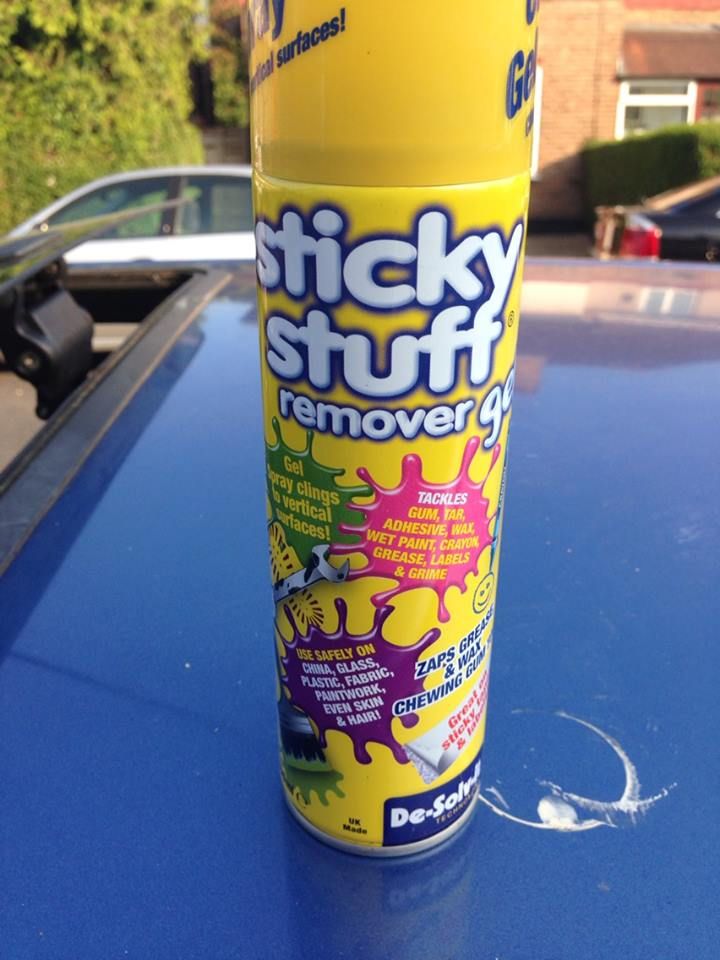 surfaces!
sticky
stuff®
remover
Gel
spray clings
to vertical
surfaces!
TACKLES
GUM, TAR,
ADHESIVE, WAX,
WET PAINT, CRAYON,
GREASE, LABELS
& GRIME
USE SAFELY ON
CHINA, GLASS,
PLASTIC, FABRIC,
PAINTWORK,
EVEN SKIN
& HAIR!
ZAPS GREASE
& WAX
CHEWING GUM
Great
sticky
&
UK
Made
De-Solv-